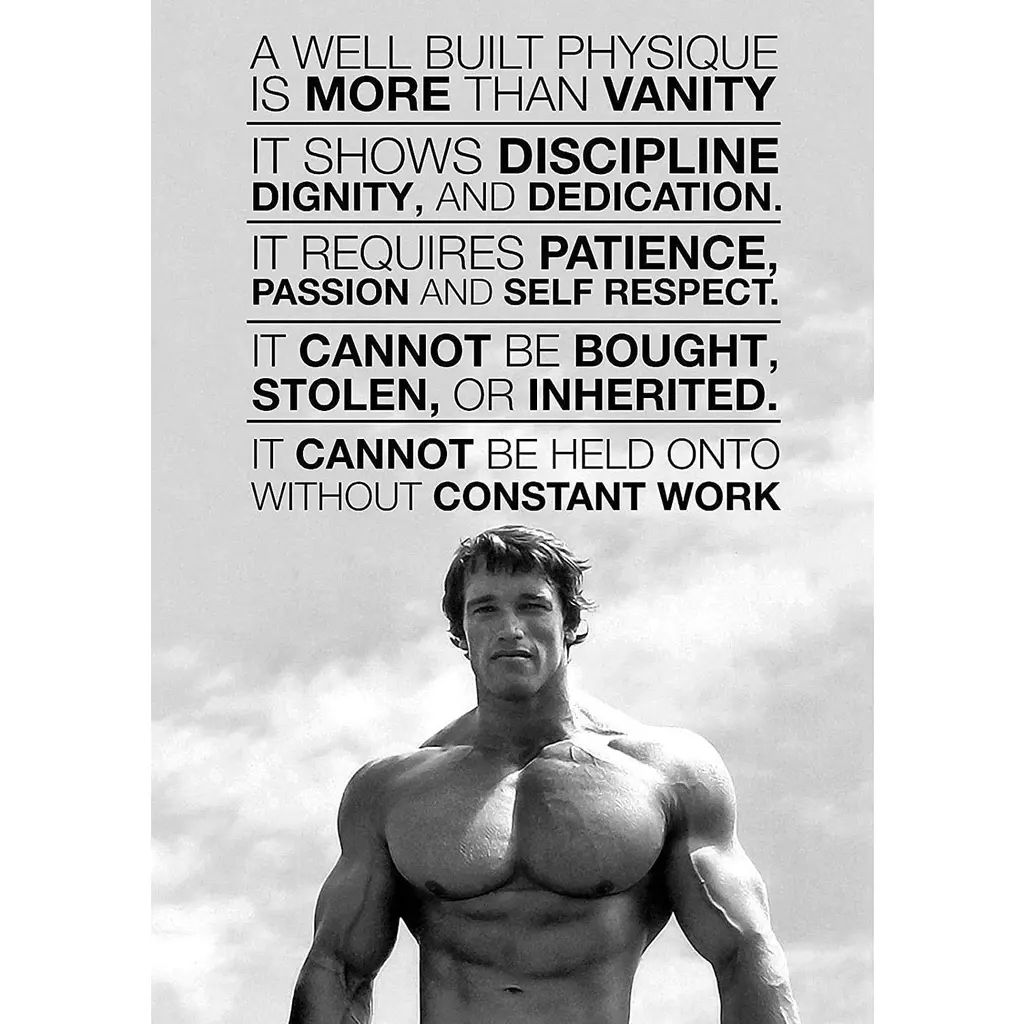 A WELL BUILT PHYSIQUE
IS MORE THAN VANITY
IT SHOWS DISCIPLINE
DIGNITY, AND DEDICATION.
IT REQUIRES PATIENCE,
PASSION AND SELF RESPECT.
IT CANNOT BE BOUGHT,
STOLEN, OR INHERITED.
IT CANNOT BE HELD ONTO
WITHOUT CONSTANT WORK